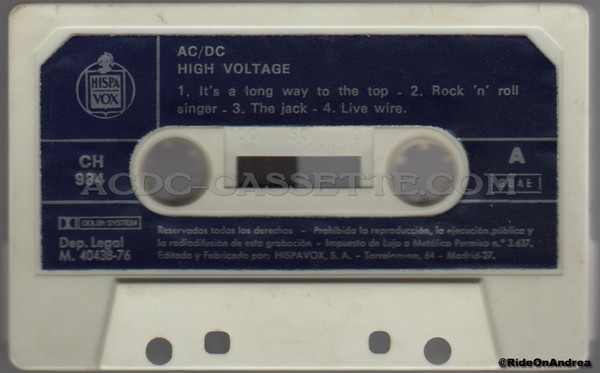 AC/DC
HIGH VOLTAGE
HISPA
VOX
1. It's a long way to the top - 2. Rock 'n' roll
singer - 3. The jack - 4. Live wire.
CH
994
A
ACDC-CASSETTE.COM
DOLBY SYSTEM
Dep. Legal
M. 40438-76
Reservados todos los derechos - Prohibida la reproducción, la ejecución pública y
la radiodifusión de esta grabación - Impuesto de Lujo a Metálico Permiso n.º 3.637.
Editado y Fabricado por: HISPAVOX, S. A. - Torrelaguna, 64 - Madrid-27.
@RideOnAndrea